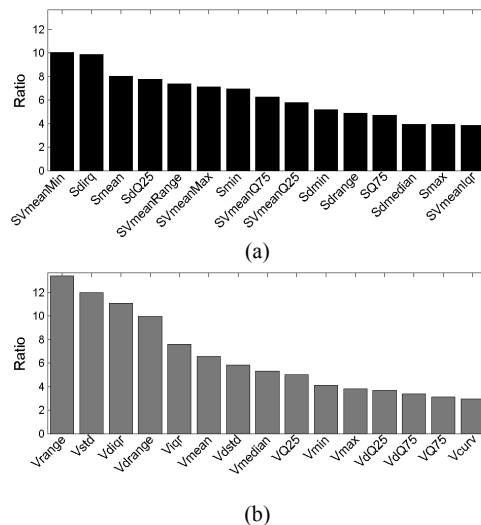 12
10
8
6
4
2
0
Ratio
SVmeanMin
Sdirq
Smean
SdQ25
SVmeanRange
SVmeanMax
Smin
SVmeanQ75
SVmeanQ25
Sdmin
Sdrange
SQ75
Sdmedian
Smax
SVmeanIqr
(a)
12
10
8
6
4
2
0
Ratio
Vrange
Vstd
Vdiqr
Vdrange
Viqr
Vmean
Vdstd
Vmedian
VQ25
Vmin
Vmax
VdQ25
VdQ75
VQ75
Vcurv
(b)